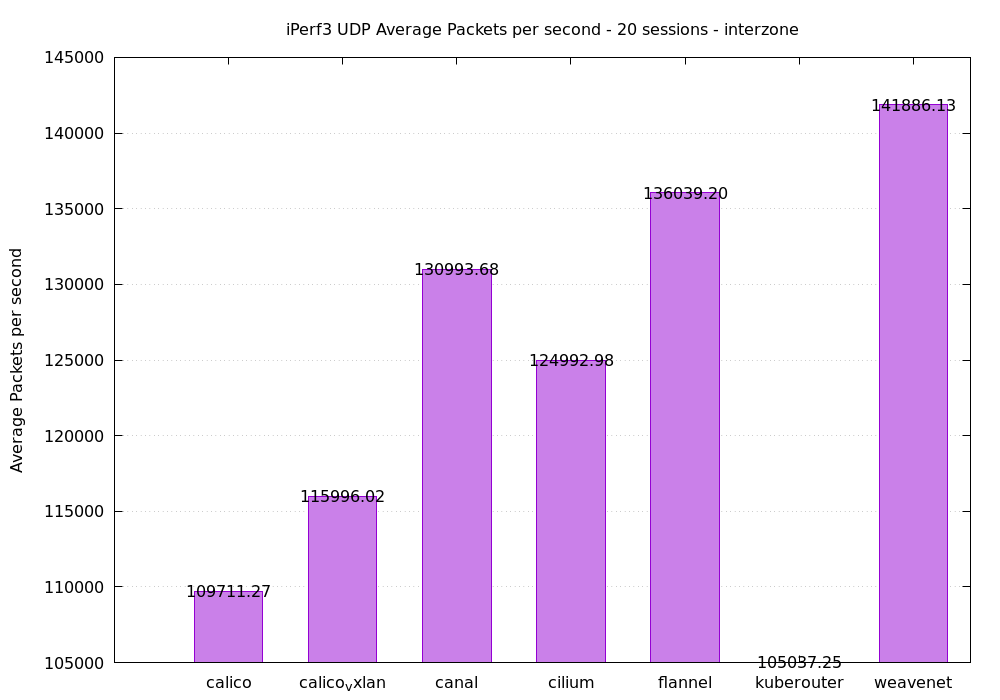 iPerf3 UDP Average Packets per second - 20 sessions - interzone
145000
140000
135000
130000
125000
120000
115000
110000
105000
Average Packets per second
109711.27
115996.02
130993.68
124992.98
136039.20
105037.25
141886.13
calico
calicovxlan
canal
cilium
flannel
kuberouter
weavenet